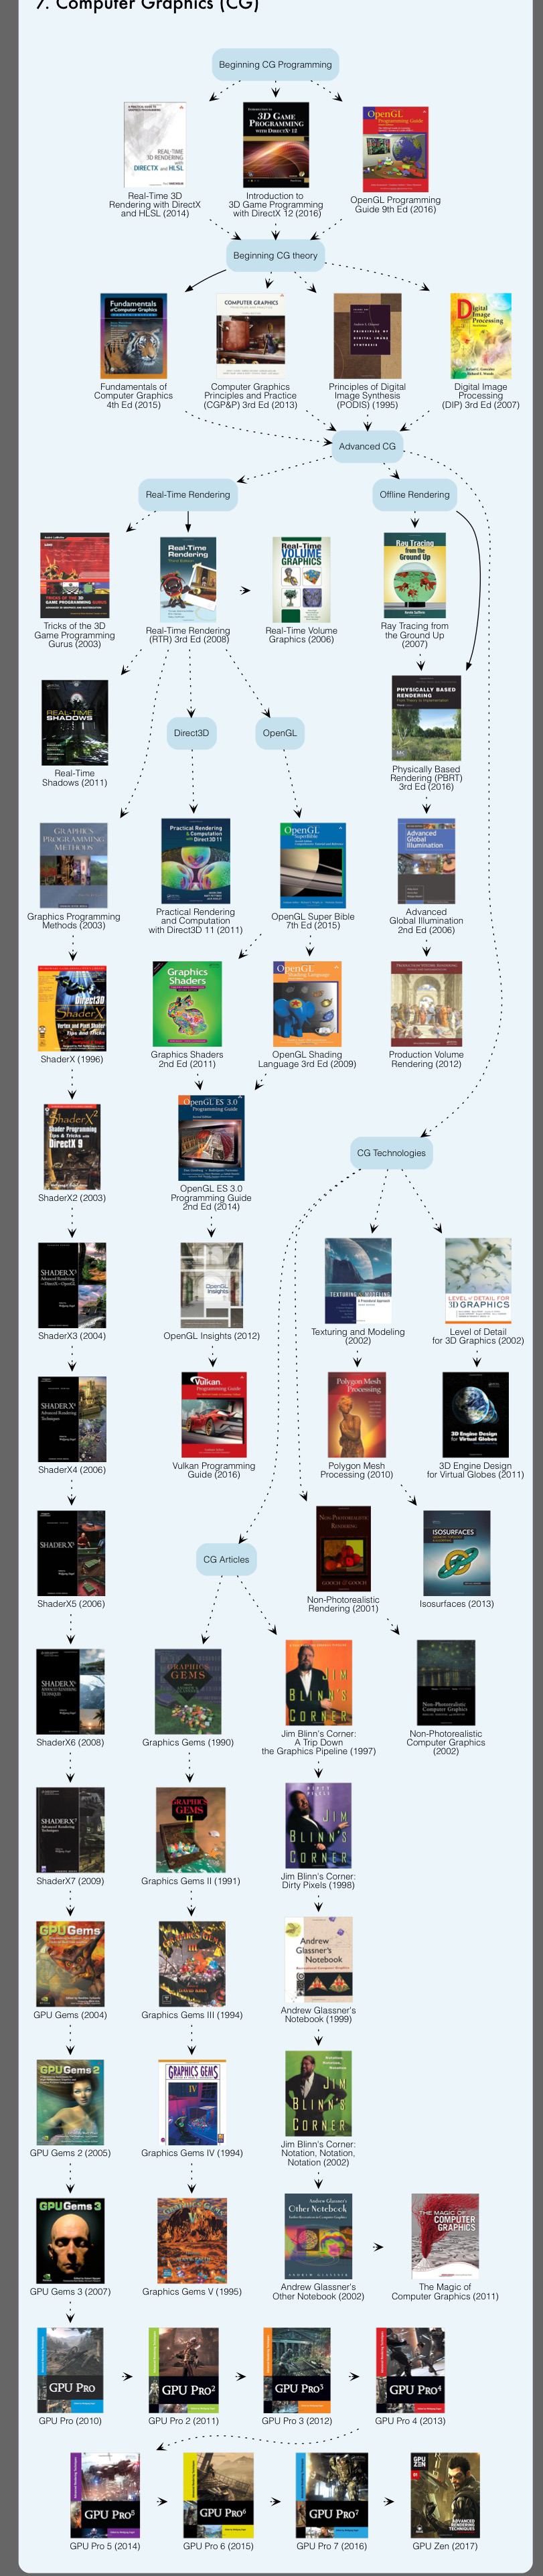 7. Computer Graphics (CG)
Beginning CG Programming
Real-Time 3D
Rendering with DirectX
and HLSL (2014)
Introduction to
3D Game Programming
with DirectX 12 (2016)
OpenGL Programming
Guide 9th Ed (2016)
Beginning CG theory
Fundamentals of
Computer Graphics
4th Ed (2015)
Computer Graphics
Principles and Practice
(CGP&P) 3rd Ed (2013)
Principles of Digital
Image Synthesis
(PODIS) (1995)
Digital Image
Processing
(DIP) 3rd Ed (2007)
Advanced CG
Real-Time Rendering
Offline Rendering
Tricks of the 3D
Game Programming
Gurus (2003)
Real-Time Rendering
(RTR) 3rd Ed (2008)
Real-Time Volume
Graphics (2006)
Ray Tracing from
the Ground Up
(2007)
Real-Time
Shadows (2011)
Direct3D
OpenGL
Physically Based
Rendering (PBRT)
3rd Ed (2016)
Graphics Programming
Methods (2003)
Practical Rendering
and Computation
with Direct3D 11 (2011)
OpenGL Super Bible
7th Ed (2015)
Advanced
Global Illumination
2nd Ed (2006)
ShaderX (1996)
Graphics Shaders
2nd Ed (2011)
OpenGL Shading
Language 3rd Ed (2009)
Production Volume
Rendering (2012)
ShaderX2 (2003)
OpenGL ES 3.0
Programming Guide
2nd Ed (2014)
CG Technologies
ShaderX3 (2004)
OpenGL Insights (2012)
Texturing and Modeling
(2002)
Level of Detail
for 3D Graphics (2002)
ShaderX4 (2006)
Vulkan Programming
Guide (2016)
Polygon Mesh
Processing (2010)
3D Engine Design
for Virtual Globes (2011)
ShaderX5 (2006)
CG Articles
Non-Photorealistic
Rendering (2001)
Isosurfaces (2013)
ShaderX6 (2008)
Graphics Gems (1990)
Jim Blinn's Corner:
A Trip Down
the Graphics Pipeline (1997)
Non-Photorealistic
Computer Graphics
(2002)
ShaderX7 (2009)
Graphics Gems II (1991)
Jim Blinn's Corner:
Dirty Pixels (1998)
GPU Gems (2004)
Graphics Gems III (1994)
Andrew Glassner's
Notebook (1999)
GPU Gems 2 (2005)
Graphics Gems IV (1994)
Jim Blinn's Corner:
Notation, Notation,
Notation (2002)
GPU Gems 3 (2007)
Graphics Gems V (1995)
Andrew Glassner's
Other Notebook (2002)
The Magic of
Computer Graphics (2011)
GPU Pro (2010)
GPU Pro 2 (2011)
GPU Pro 3 (2012)
GPU Pro 4 (2013)
GPU Pro 5 (2014)
GPU Pro 6 (2015)
GPU Pro 7 (2016)
GPU Zen (2017)